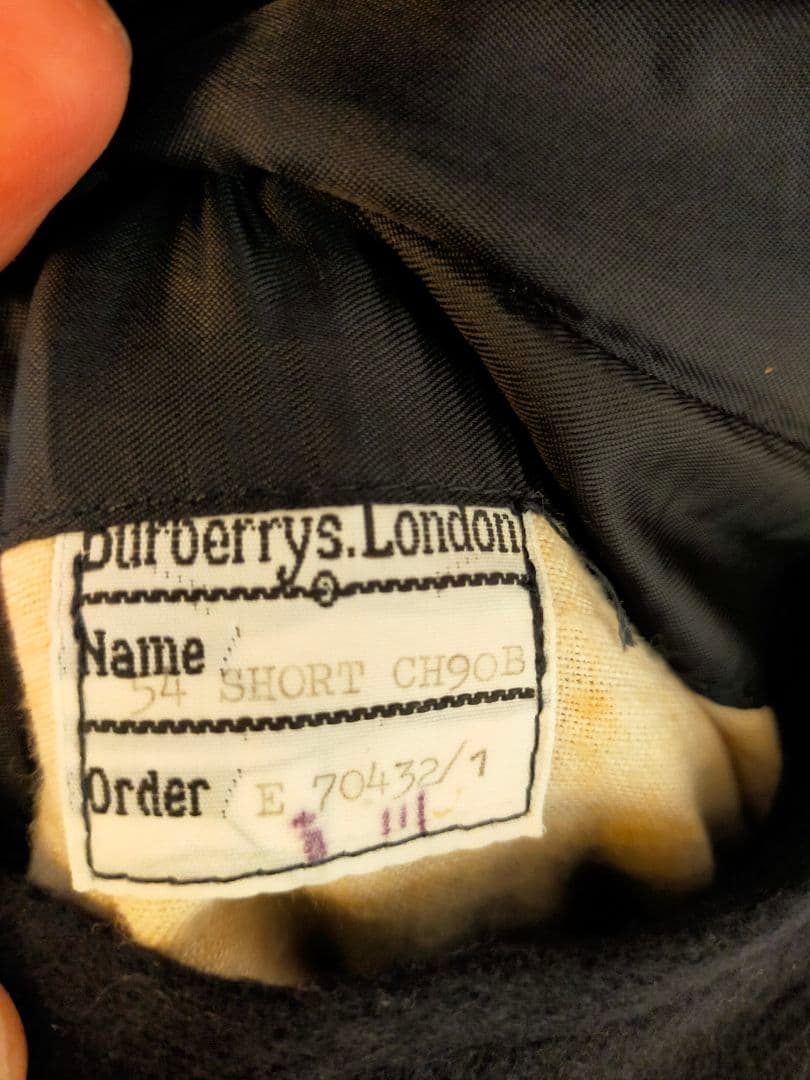 Burberrys.London
Name
54 SHORT CH90B
Order E 70432/1